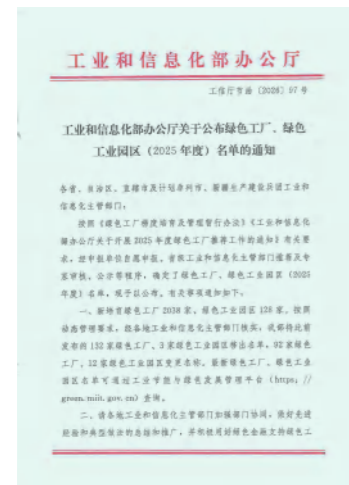 工业和信息化部办公厅
工信厅节函〔2026〕97号
工业和信息化部办公厅关于公布绿色工厂、绿色
工业园区（2025年度）名单的通知
各省、自治区、直辖市及计划单列市、新疆生产建设兵团工业和
信息化主管部门：
按照《绿色工厂梯度培育及管理暂行办法》《工业和信息化
部办公厅关于开展2025年度绿色工厂推荐工作的通知》有关要
求，经申报单位自愿申报、省级工业和信息化主管部门推荐及专
家审核、公示等程序，确定了绿色工厂、绿色工业园区（2025
年度）名单，现予以公布。有关事项通知如下。
一、新培育绿色工厂2038家、绿色工业园区128家。按照
动态管理要求，经各地工业和信息化主管部门核实，我部将此前
发布的132家绿色工厂、3家绿色工业园区移出名单，92家绿色
工厂、12家绿色工业园区变更名称。最新绿色工厂、绿色工业
园区名单可通过工业节能与绿色发展管理平台（https://
green.miit.gov.cn）查询。
二、请各地工业和信息化主管部门加强部门协同，做好先进
经验和典型做法的总结和推广，并积极用好绿色金融支持绿色工